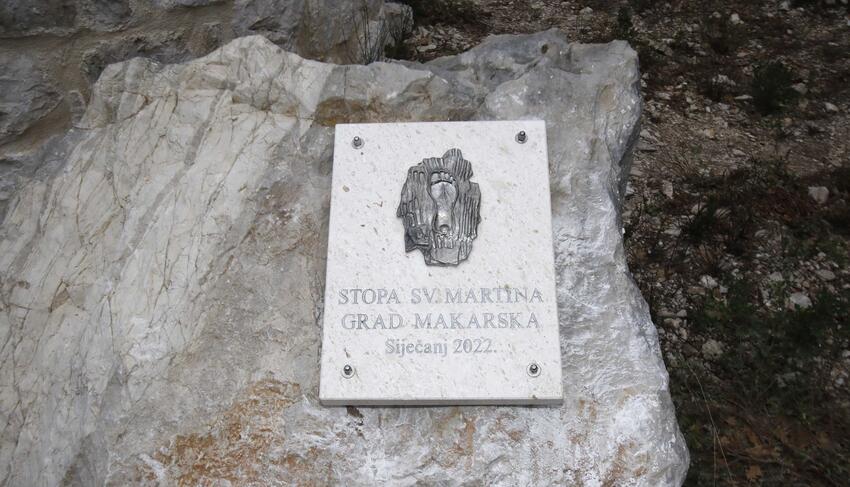 STOPA SV. MARTINA
GRAD MAKARSKA
Siječanj 2022.